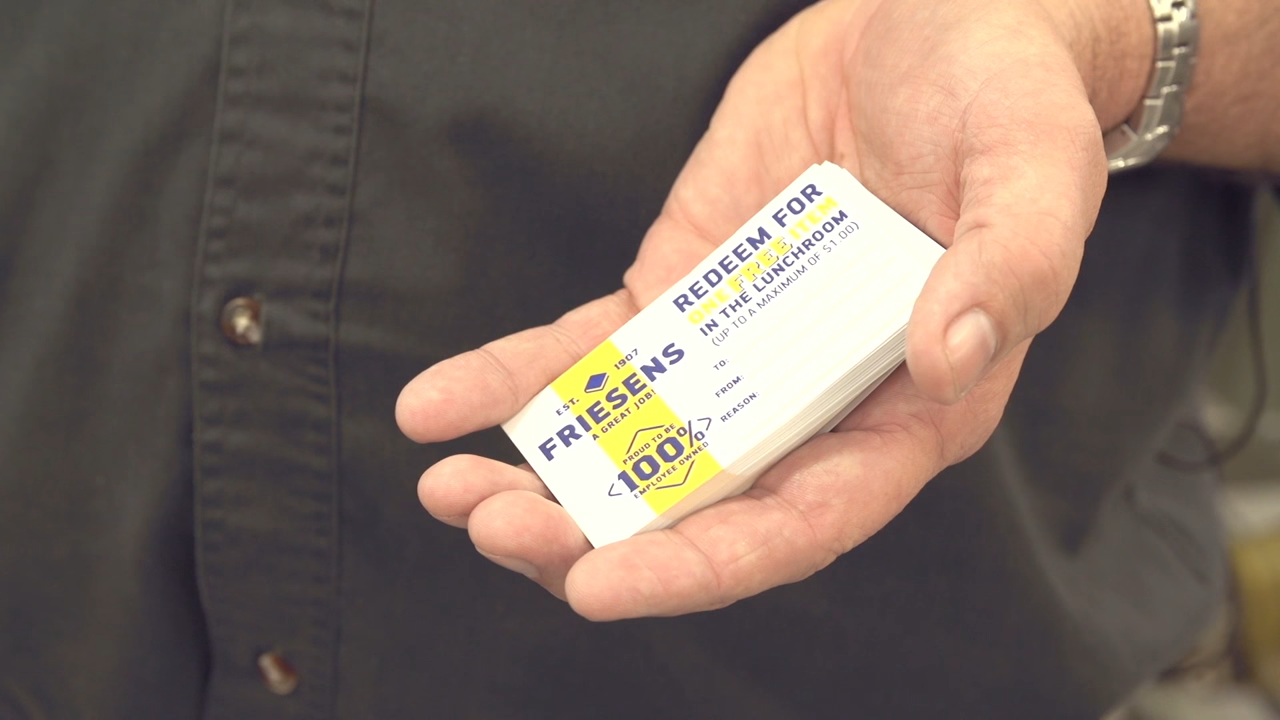 EST. 1907
FRIESENS
A GREAT JOB!
PROUD TO BE
100%
EMPLOYEE OWNED
REDEEM FOR
ONE FREE ITEM
IN THE LUNCHROOM
(UP TO A MAXIMUM OF $1.00)
TO:
FROM:
REASON: